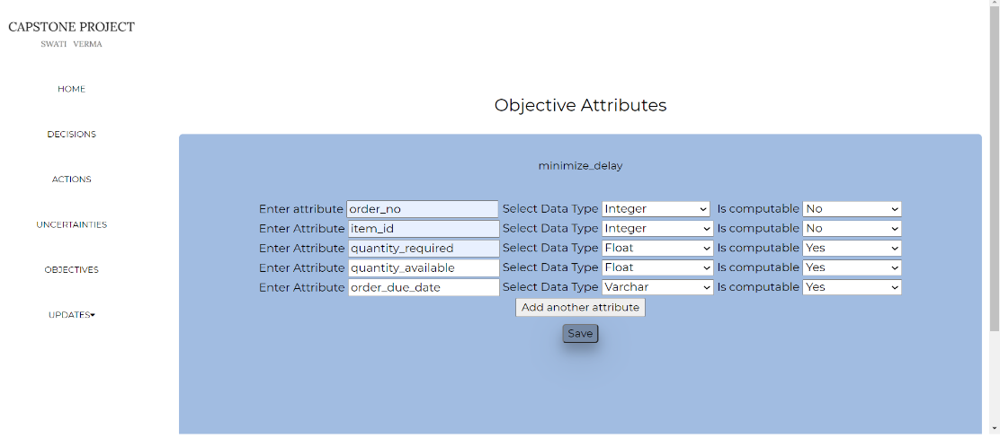 CAPSTONE PROJECT
SWATI VERMA
HOME
DECISIONS
ACTIONS
UNCERTAINTIES
OBJECTIVES
UPDATES
Objective Attributes
minimize_delay
Enter attribute order_no Select Data Type Integer Is computable No
Enter Attribute item_id Select Data Type Integer Is computable No
Enter Attribute quantity_required Select Data Type Float Is computable Yes
Enter Attribute quantity_available Select Data Type Float Is computable Yes
Enter Attribute order_due_date Select Data Type Varchar Is computable Yes
Add another attribute
Save